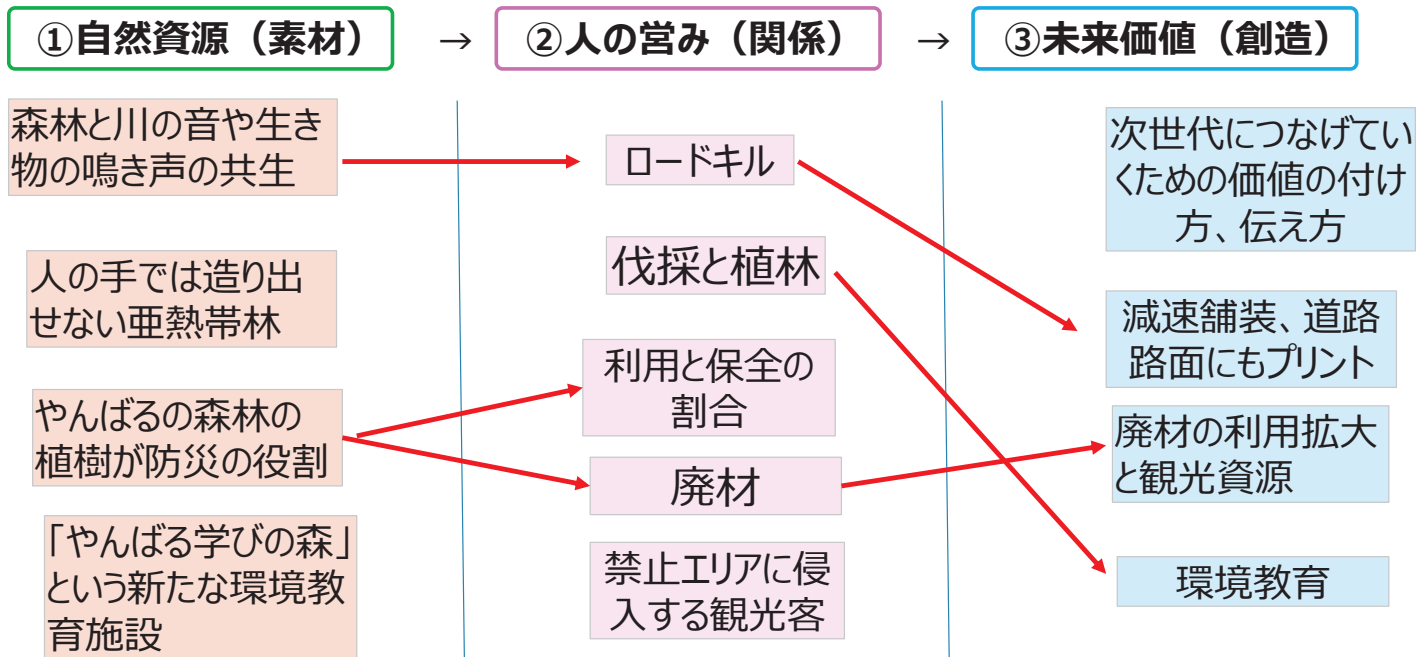 ①自然資源（素材） → ②人の営み（関係） → ③未来価値（創造）
森林と川の音や生き
物の鳴き声の共生
人の手では造り出
せない亜熱帯林
やんばるの森林の
植樹が防災の役割
「やんばる学びの森」
という新たな環境教
育施設
ロードキル
伐採と植林
利用と保全の
割合
廃材
禁止エリアに侵
入する観光客
次世代につなげてい
くための価値の付け
方、伝え方
減速舗装、道路
路面にもプリント
廃材の利用拡大
と観光資源
環境教育